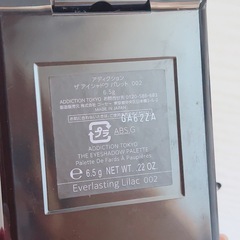 アディクション
ザ アイシャドウ パレット 002
6.5g
ADDICTION TOKYO
GA62ZA
ABS,G
ADDICTION TOKYO
THE EYESHADOW PALETTE
Palette De Fards À Paupières
℮ 6.5 g NET WT. .22 OZ.
Everlasting Lilac 002